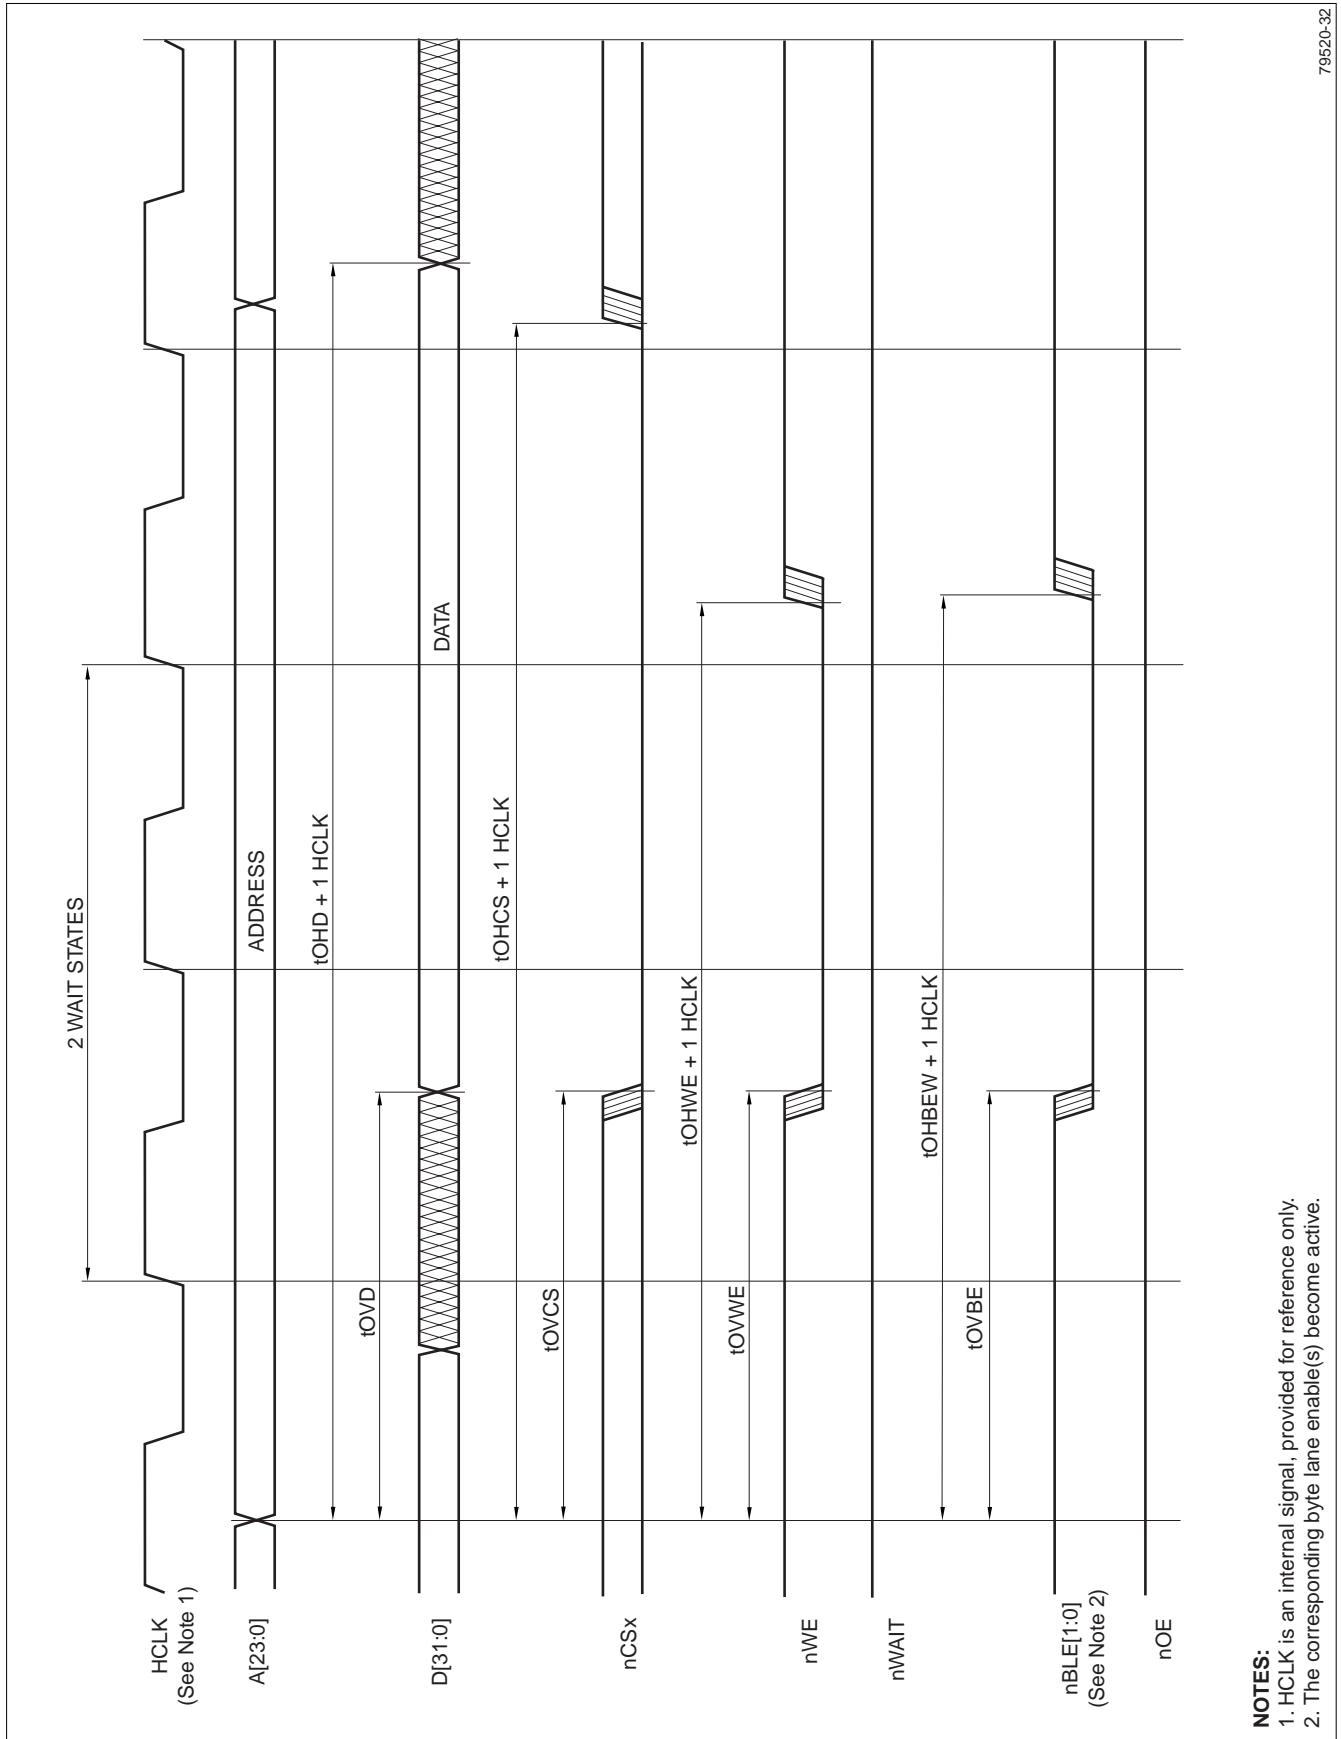 2 WAIT STATES
HCLK
(See Note 1)
A[23:0]
ADDRESS
tOHD + 1 HCLK
tOVD
D[31:0]
DATA
tOHCS + 1 HCLK
tOVCS
nCSx
tOHWE + 1 HCLK
tOVWE
nWE
nWAIT
tOHBEW + 1 HCLK
tOVBE
nBLE[1:0]
(See Note 2)
nOE
NOTES:
1. HCLK is an internal signal, provided for reference only.
2. The corresponding byte lane enable(s) become active.
79520-32